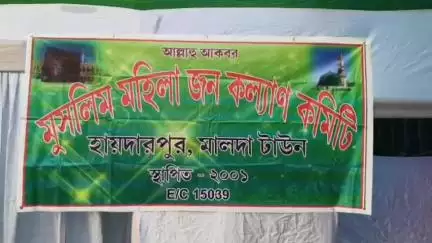 আল্লাহু আকবর
মুসলিম মহিলা জন কল্যাণ কমিটি
হায়দারপুর, মালদা টাউন
স্থাপিত - ২০০১
E/C 15039